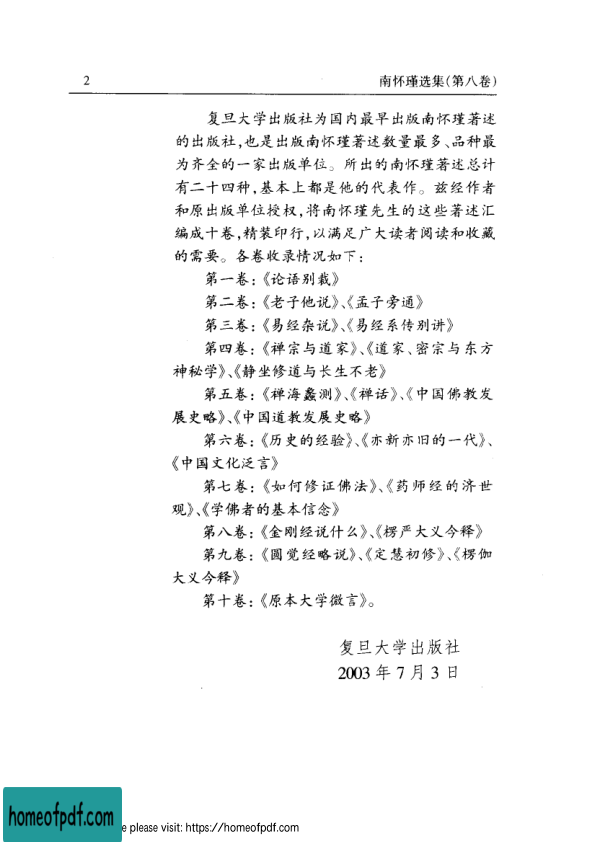 2 南怀瑾选集(第八卷)
复旦大学出版社为国内最早出版南怀瑾著述
的出版社,也是出版南怀瑾著述数量最多、品种最
为齐全的一家出版单位。所出的南怀瑾著述总计
有二十四种,基本上都是他的代表作。兹经作者
和原出版单位授权,将南怀瑾先生的这些著述汇
编成十卷,精装印行,以满足广大读者阅读和收藏
的需要。各卷收录情况如下:
第一卷:《论语别裁》
第二卷:《老子他说》、《孟子旁通》
第三卷:《易经杂说》、《易经系传别讲》
第四卷:《禅宗与道家》、《道家、密宗与东方
神秘学》、《静坐修道与长生不老》
第五卷:《禅海蠡测》、《禅话》、《中国佛教发
展史略》、《中国道教发展史略》
第六卷:《历史的经验》、《亦新亦旧的一代》、
《中国文化泛言》
第七卷:《如何修证佛法》、《药师经的济世
观》、《学佛者的基本信念》
第八卷:《金刚经说什么》、《楞严大义今释》
第九卷:《圆觉经略说》、《定慧初修》、《楞伽
大义今释》
第十卷:《原本大学微言》。
复旦大学出版社
2003年7月3日
homeofpdf.com
e please visit: https://homeofpdf.com